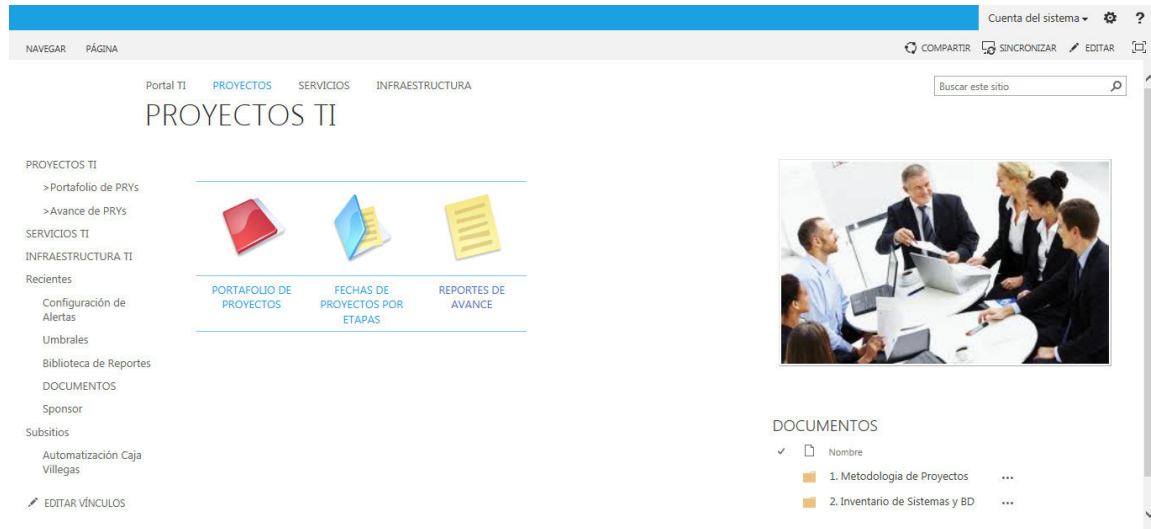 Cuenta del sistema
?
NAVEGAR PÁGINA
COMPARTIR SINCRONIZAR EDITAR
Portal TI PROYECTOS SERVICIOS INFRAESTRUCTURA
Buscar este sitio
PROYECTOS TI
PROYECTOS TI
>Portafolio de PRYs
>Avance de PRYs
SERVICIOS TI
INFRAESTRUCTURA TI
Recientes
Configuración de
Alertas
Umbrales
Biblioteca de Reportes
DOCUMENTOS
Sponsor
Subsitios
Automatización Caja
Villegas
EDITAR VÍNCULOS
PORTAFOLIO DE
PROYECTOS
FECHAS DE
PROYECTOS POR
ETAPAS
REPORTES DE
AVANCE
DOCUMENTOS
Nombre
1. Metodologia de Proyectos ...
2. Inventario de Sistemas y BD ...